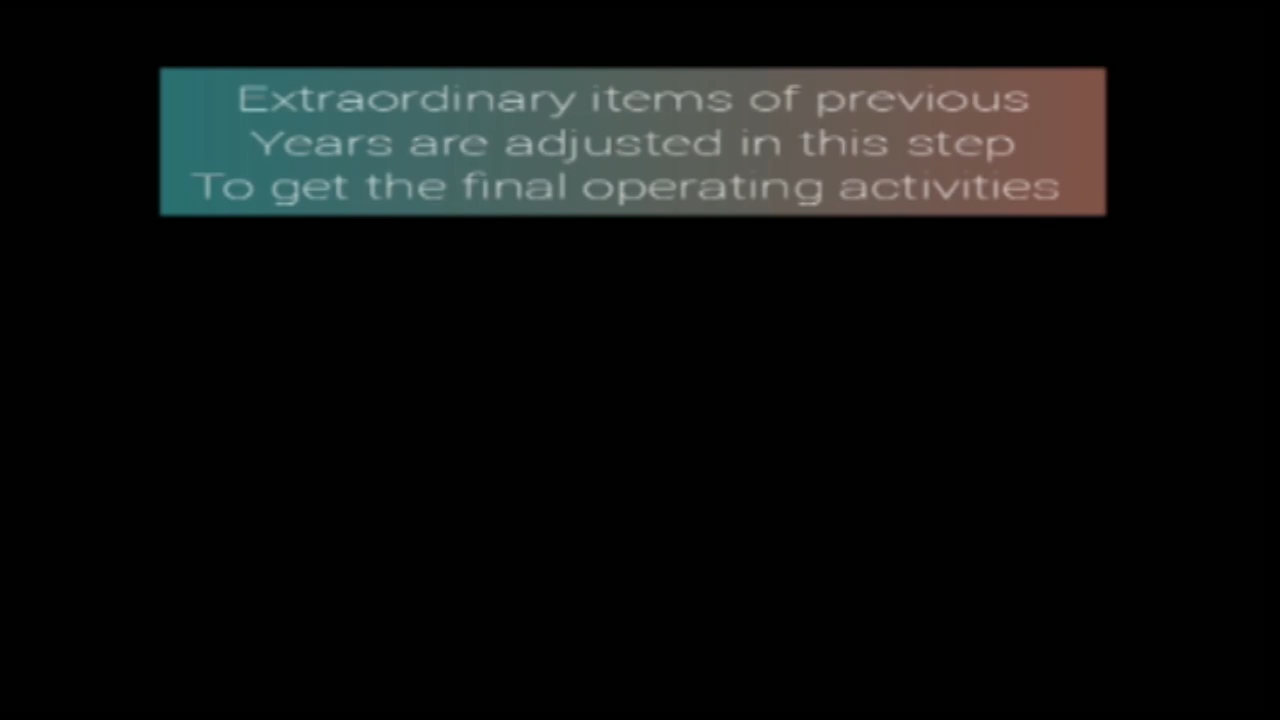 Extraordinary items of previous
Years are adjusted in this step
To get the final operating activities